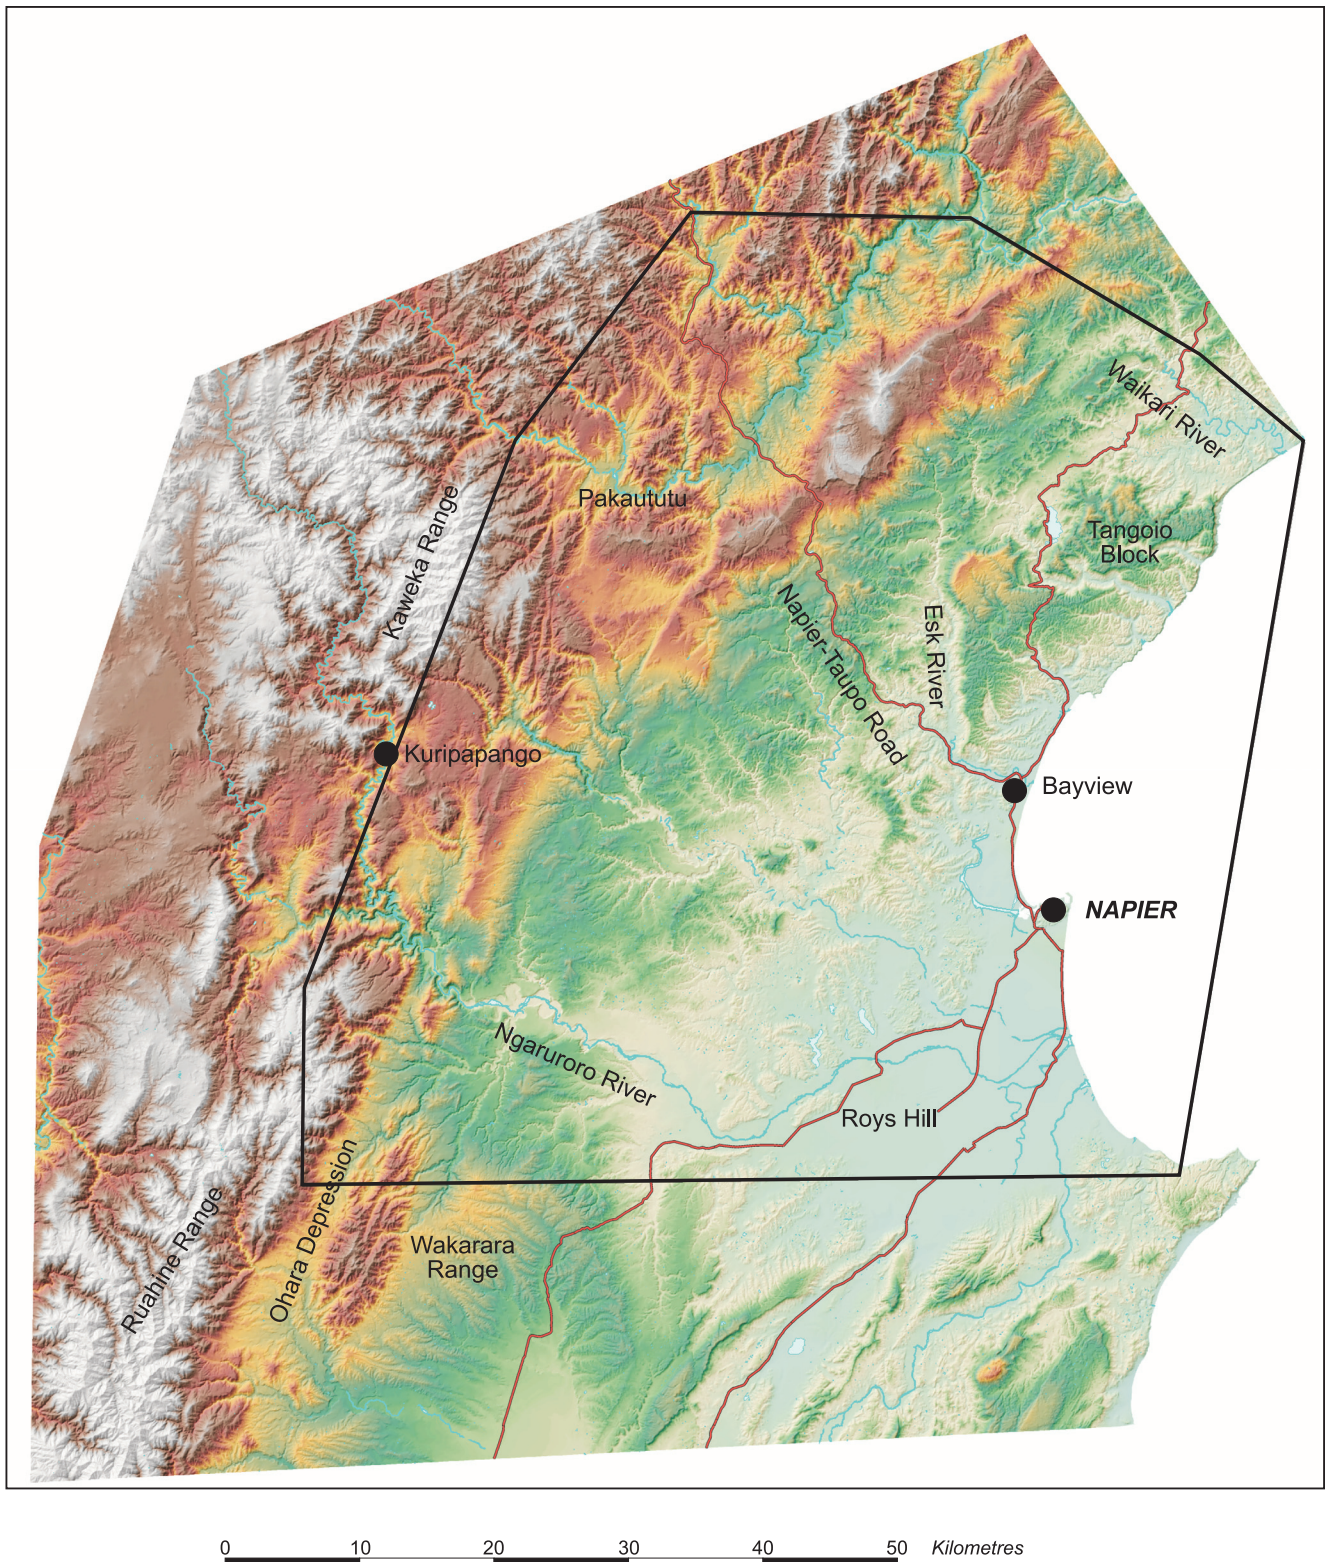 Waikari River
Kaweka Range
Pakaututu
Tangoio
Block
Napier-Taupo Road
Esk River
Kuripapango
Bayview
NAPIER
Ngaruroro River
Roys Hill
Ohara Depression
Ruahine Range
Wakarara
Range
0 10 20 30 40 50 Kilometres